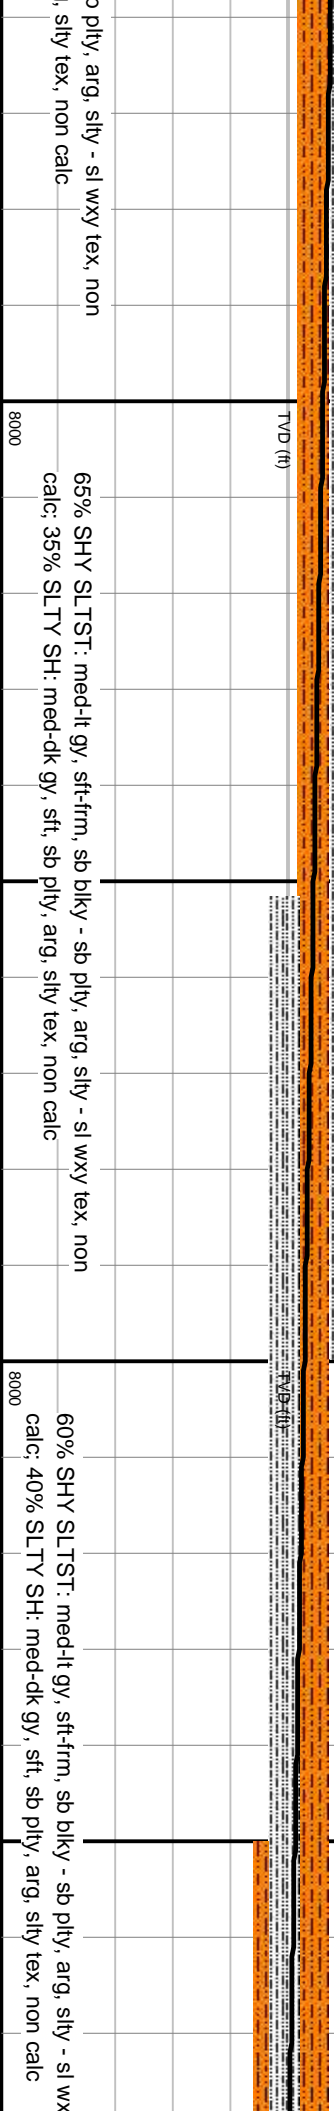 b plty, arg, slty - sl wxy tex, non
slty tex, non calc
TVD (ft)
8000
65% SHY SLTST: med-lt gy, sft-frm, sb blky - sb plty, arg, slty - sl wxy tex, non
calc; 35% SLTY SH: med-dk gy, sft, sb plty, arg, slty tex, non calc
TVD (ft)
8000
60% SHY SLTST: med-lt gy, sft-frm, sb blky - sb plty, arg, slty - sl wx
calc; 40% SLTY SH: med-dk gy, sft, sb plty, arg, slty tex, non calc